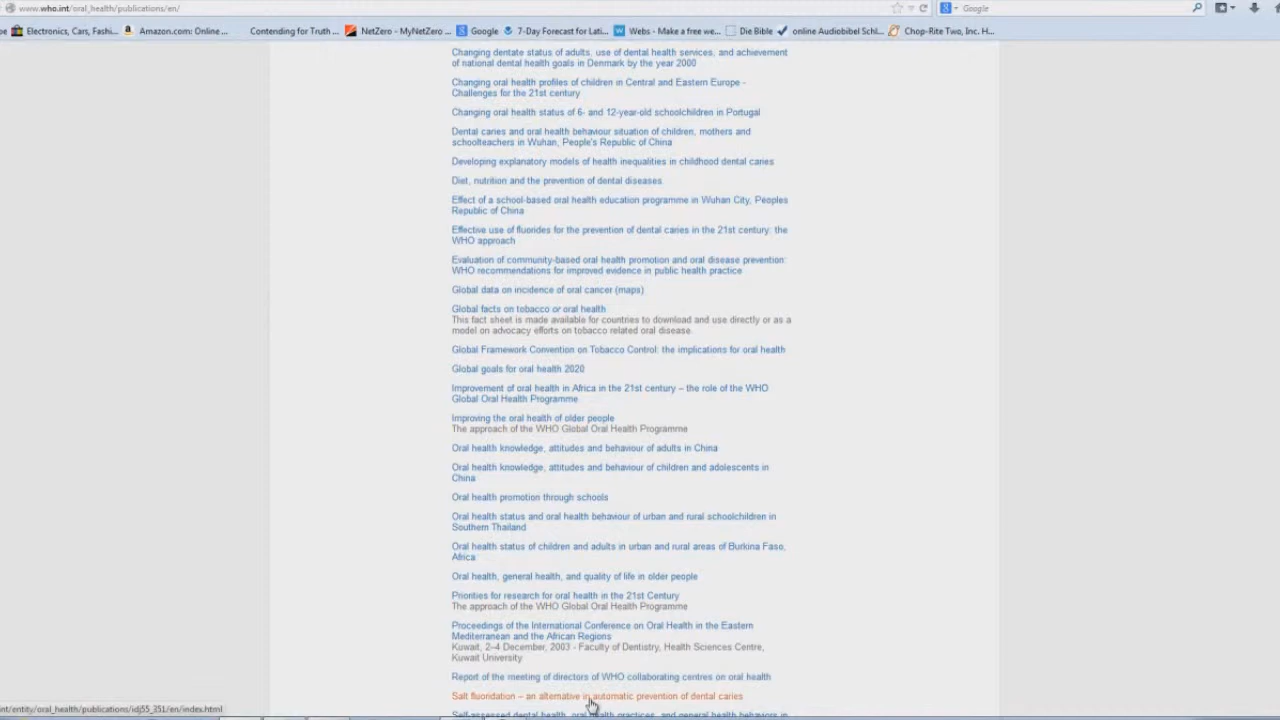 www.who.int/oral_health/publications/en/
Google
Electronics, Cars, Fashi...
Amazon.com: Online ...
Contending for Truth ...
NetZero - MyNetZero ...
Google
7-Day Forecast for Lati...
Webs - Make a free we...
Die Bible
online Audiobibel Schl...
Chop-Rite Two, Inc. H...
Changing dentate status of adults, use of dental health services, and achievement
of national dental health goals in Denmark by the year 2000
Changing oral health profiles of children in Central and Eastern Europe -
Challenges for the 21st century
Changing oral health status of 6- and 12-year-old schoolchildren in Portugal
Dental caries and oral health behaviour situation of children, mothers and
schoolteachers in Wuhan, People's Republic of China
Developing explanatory models of health inequalities in childhood dental caries
Diet, nutrition and the prevention of dental diseases
Effect of a school-based oral health education programme in Wuhan City, Peoples
Republic of China
Effective use of fluorides for the prevention of dental caries in the 21st century: the
WHO approach
Evaluation of community-based oral health promotion and oral disease prevention:
WHO recommendations for improved evidence in public health practice
Global data on incidence of oral cancer (maps)
Global facts on tobacco or oral health
This fact sheet is made available for countries to download and use directly or as a
model on advocacy efforts on tobacco related oral disease.
Global Framework Convention on Tobacco Control: the implications for oral health
Global goals for oral health 2020
Improvement of oral health in Africa in the 21st century – the role of the WHO
Global Oral Health Programme
Improving the oral health of older people
The approach of the WHO Global Oral Health Programme
Oral health knowledge, attitudes and behaviour of adults in China
Oral health knowledge, attitudes and behaviour of children and adolescents in
China
Oral health promotion through schools
Oral health status and oral health behaviour of urban and rural schoolchildren in
Southern Thailand
Oral health status of children and adults in urban and rural areas of Burkina Faso,
Africa
Oral health, general health, and quality of life in older people
Priorities for research for oral health in the 21st Century
The approach of the WHO Global Oral Health Programme
Proceedings of the International Conference on Oral Health in the Eastern
Mediterranean and the African Regions
Kuwait, 2–4 December, 2003 - Faculty of Dentistry, Health Sciences Centre,
Kuwait University
Report of the meeting of directors of WHO collaborating centres on oral health
Salt fluoridation – an alternative in automatic prevention of dental caries
int/entity/oral_health/publications/idj55_351/en/index.html
Self-assessed dental health, oral health practices, and general health behaviors in